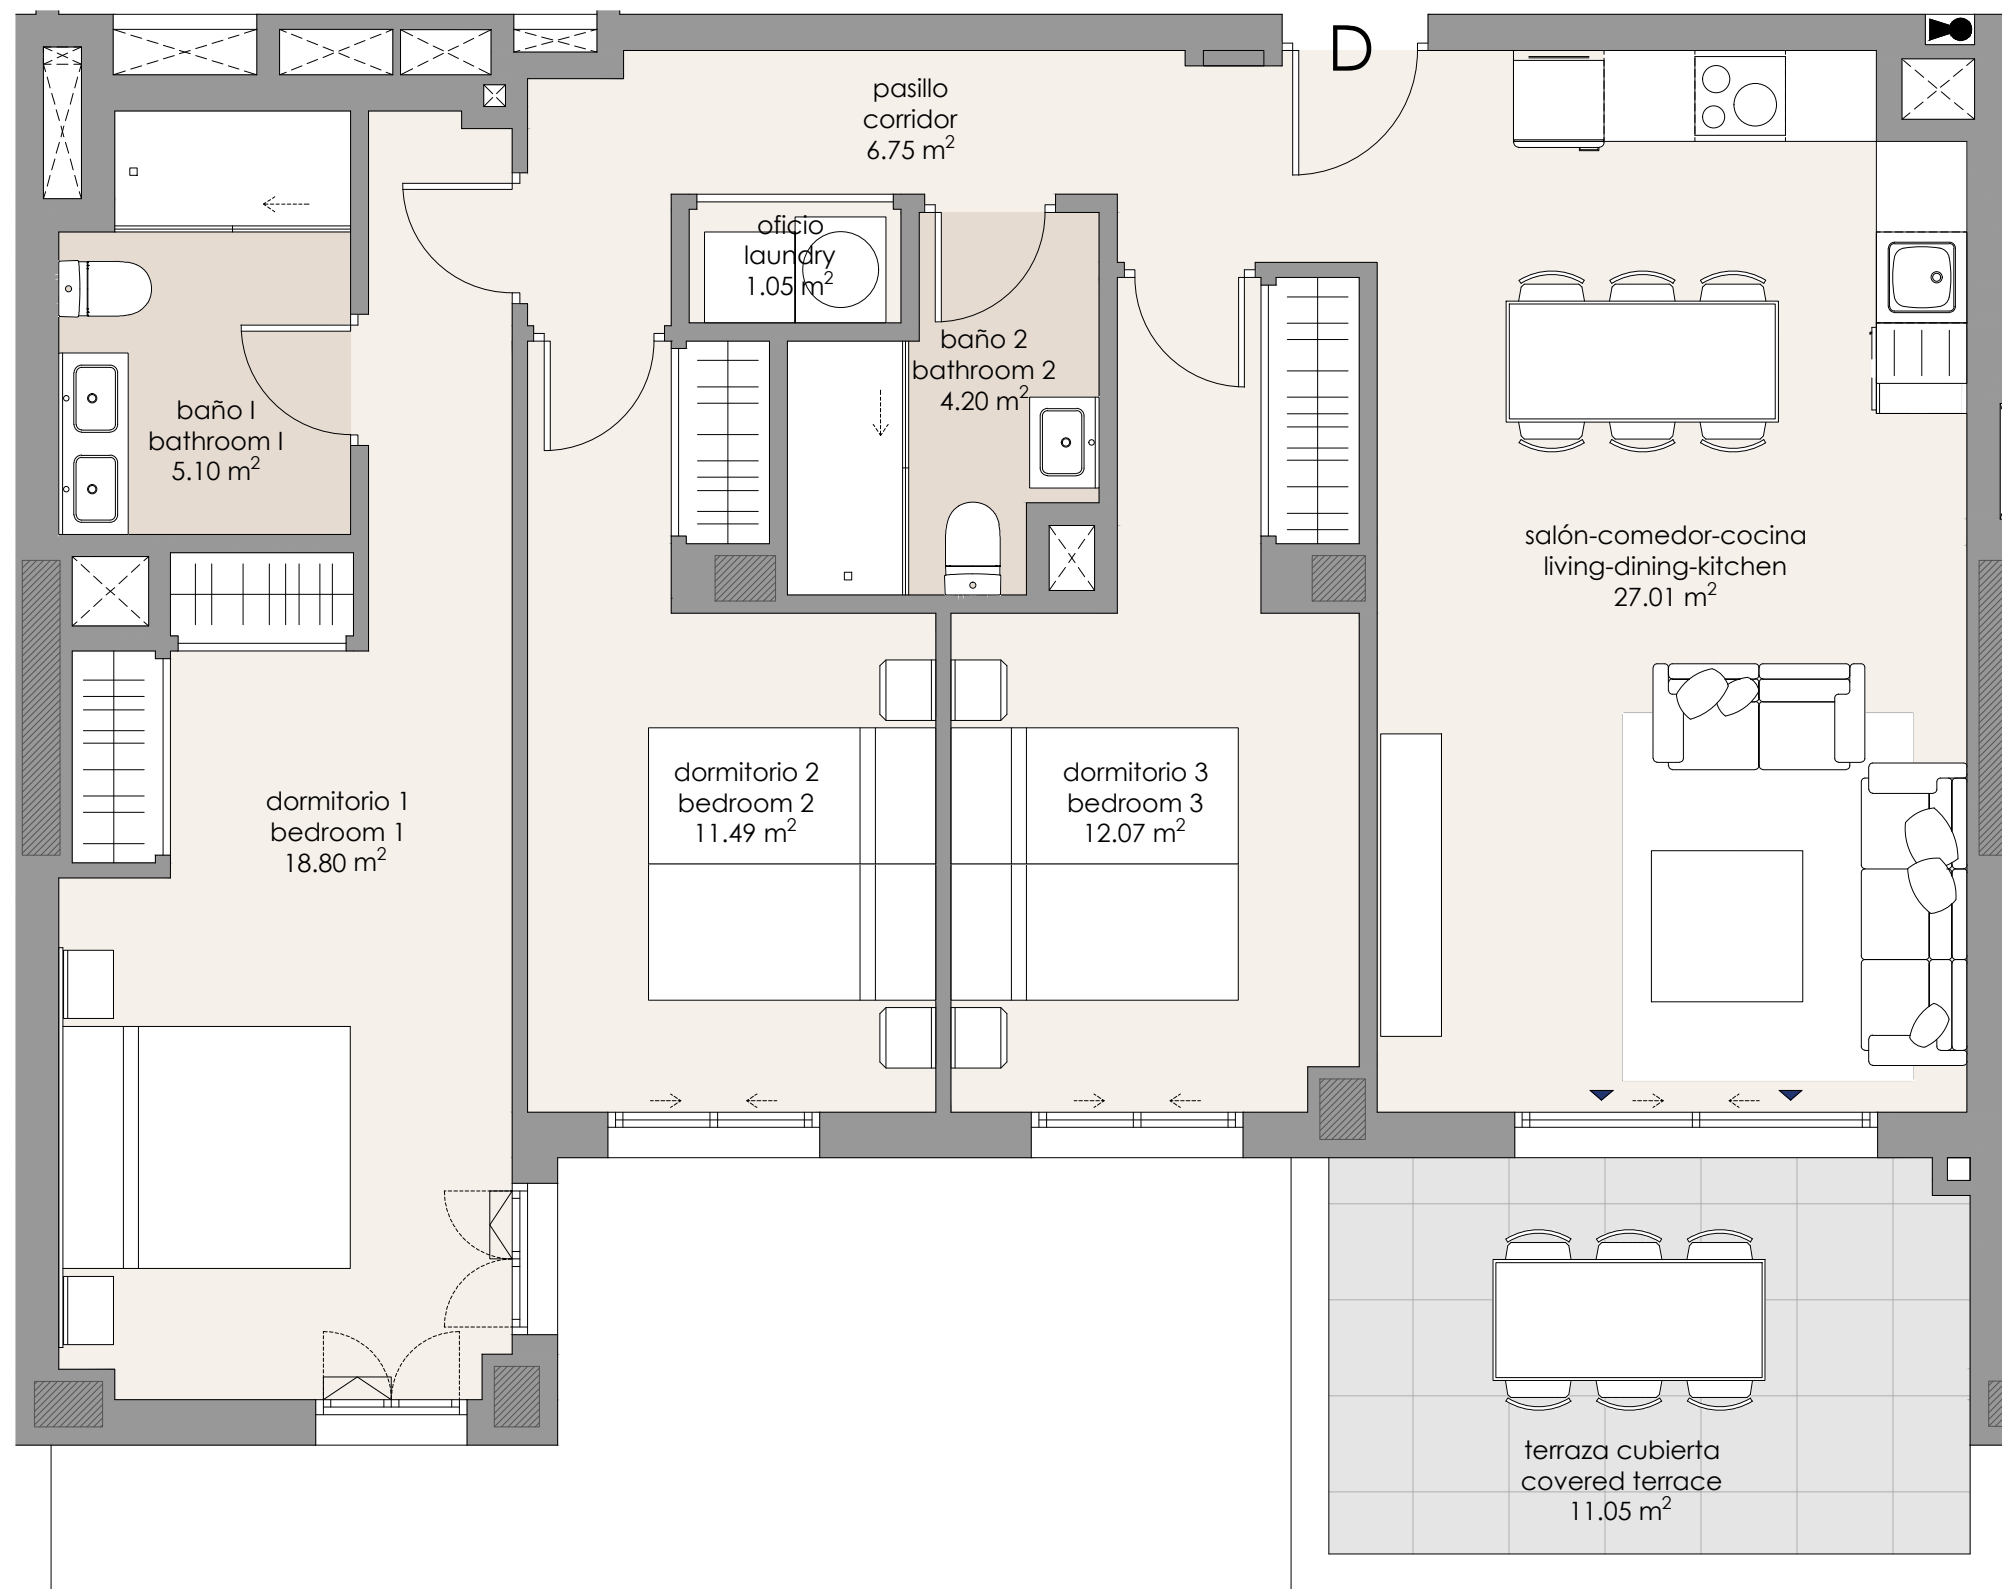 D
pasillo
corridor
6.75 m²
oficio
laundry
1.05 m²
baño 2
bathroom 2
4.20 m²
baño I
bathroom I
5.10 m²
salón-comedor-cocina
living-dining-kitchen
27.01 m²
dormitorio 1
bedroom 1
18.80 m²
dormitorio 2
bedroom 2
11.49 m²
dormitorio 3
bedroom 3
12.07 m²
terraza cubierta
covered terrace
11.05 m²